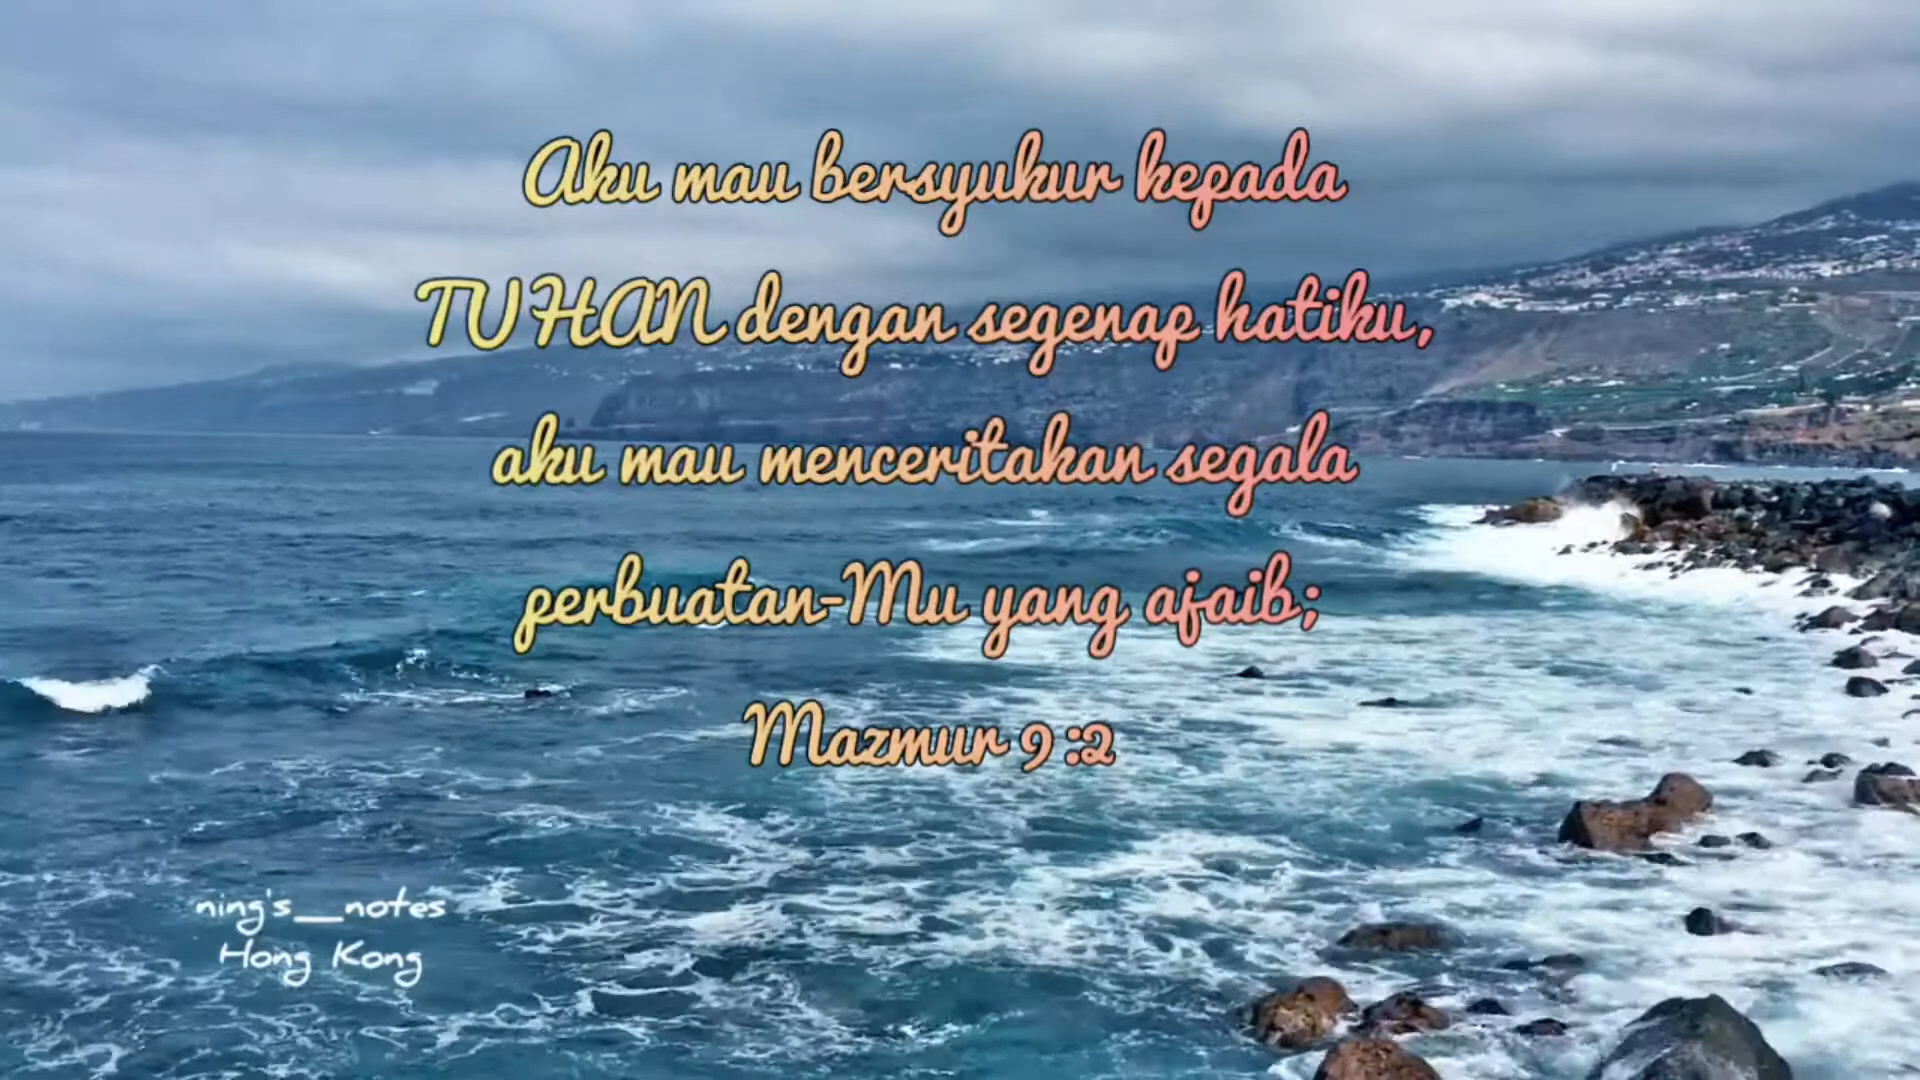 Aku mau bersyukur kepada
TUHAN dengan segenap hatiku,
aku mau menceritakan segala
perbuatan-Mu yang ajaib;
Mazmur 9 :2
ning's__notes
Hong Kong